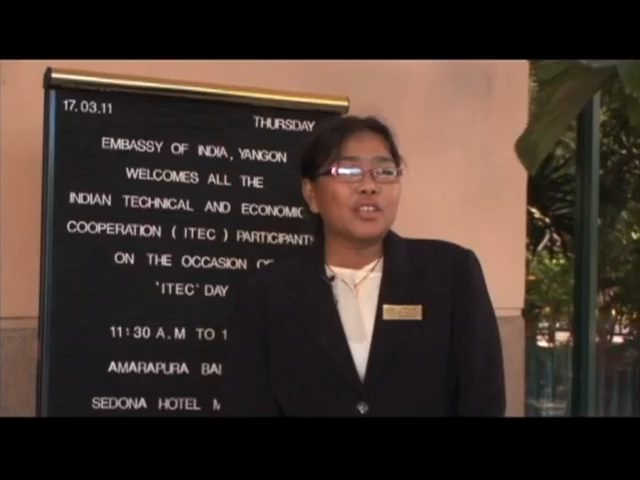 17.03.11
THURSDAY
EMBASSY OF INDIA, YANGON
WELCOMES ALL THE
INDIAN TECHNICAL AND ECONOMIC
COOPERATION ( ITEC ) PARTICIPANT
ON THE OCCASION
'ITEC' DAY
11:30 A.M TO
AMARAPURA
SEDONA HOTEL